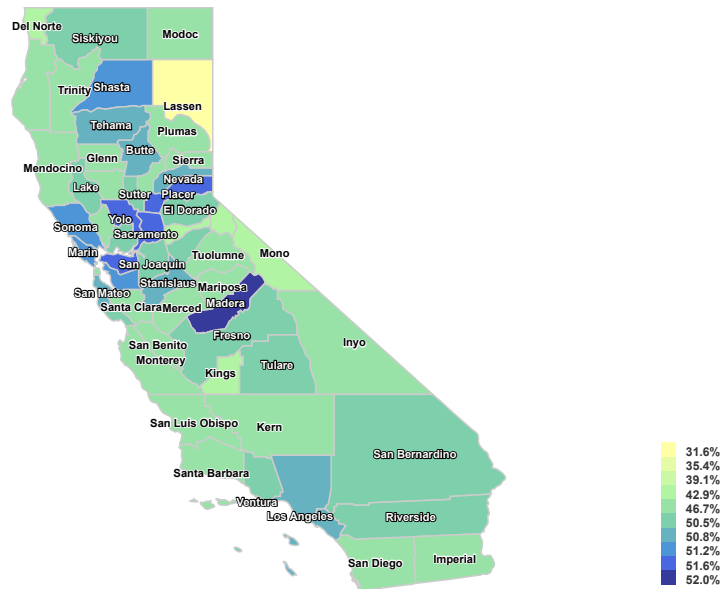 Del Norte
Siskiyou
Modoc
Trinity
Shasta
Lassen
Tehama
Plumas
Butte
Glenn
Sierra
Mendocino
Nevada
Lake
Sutter
Placer
El Dorado
Yolo
Sonoma
Sacramento
Marin
Mono
Tuolumne
San Joaquin
Stanislaus
Mariposa
San Mateo
Madera
Santa Clara
Merced
Fresno
Inyo
San Benito
Monterey
Tulare
Kings
San Luis Obispo
Kern
San Bernardino
Santa Barbara
Ventura
Los Angeles
Riverside
San Diego
Imperial
31.6%
35.4%
39.1%
42.9%
46.7%
50.5%
50.8%
51.2%
51.6%
52.0%